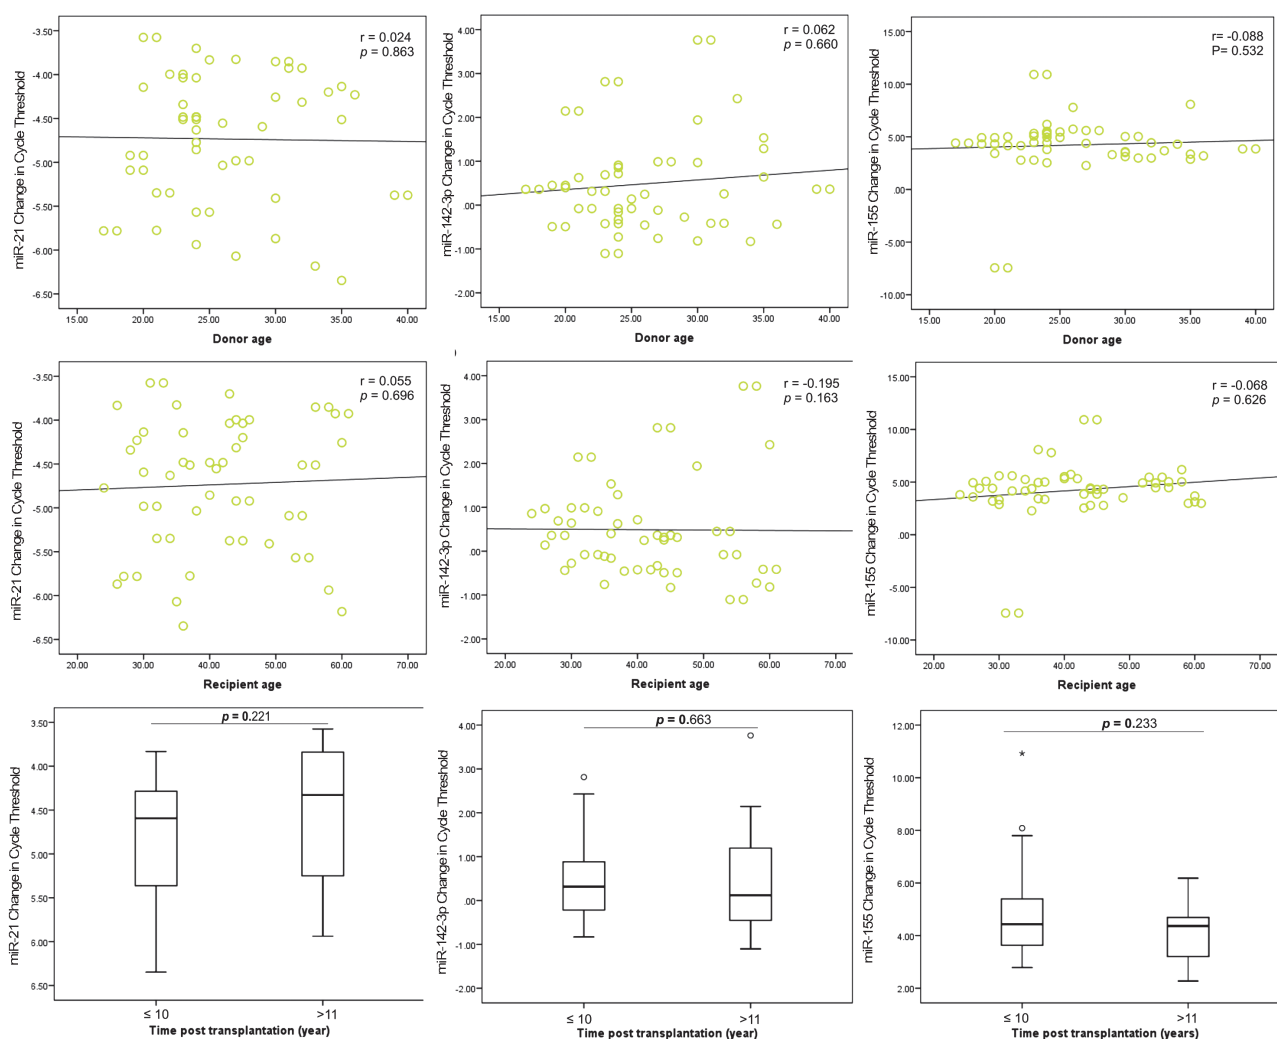 miR-21 Change in Cycle Threshold
-3.50
-4.00
-4.50
-5.00
-5.50
-6.00
-6.50
r = 0.024
p = 0.863
15.00 20.00 25.00 30.00 35.00 40.00
Donor age
miR-142-3p Change in Cycle Threshold
4.00
3.00
2.00
1.00
.00
-1.00
-2.00
r = 0.062
p = 0.660
15.00 20.00 25.00 30.00 35.00 40.00
Donor age
miR-155 Change in Cycle Threshold
15.00
10.00
5.00
.00
-5.00
-10.00
r= -0.088
P= 0.532
15.00 20.00 25.00 30.00 35.00 40.00
Donor age
miR-21 Change in Cycle Threshold
-3.50
-4.00
-4.50
-5.00
-5.50
-6.00
-6.50
r = 0.055
p = 0.696
20.00 30.00 40.00 50.00 60.00 70.00
Recipient age
miR-142-3p Change in Cycle Threshold
4.00
3.00
2.00
1.00
.00
-1.00
-2.00
r = -0.195
p = 0.163
20.00 30.00 40.00 50.00 60.00 70.00
Recipient age
miR-155 Change in Cycle Threshold
15.00
10.00
5.00
.00
-5.00
-10.00
r = -0.068
p = 0.626
20.00 30.00 40.00 50.00 60.00 70.00
Recipient age
miR-21 Change in Cycle Threshold
3.50
4.00
4.50
5.00
5.50
6.00
6.50
p = 0.221
≤ 10 >11
Time post transplantation (year)
miR-142-3p Change in Cycle Threshold
4.00
3.00
2.00
1.00
.00
-1.00
-2.00
p = 0.663
≤ 10 >11
Time post transplantation (year)
miR-155 Change in Cycle Threshold
12.00
10.00
8.00
6.00
4.00
2.00
p = 0.233
≤ 10 >11
Time post transplantation (years)